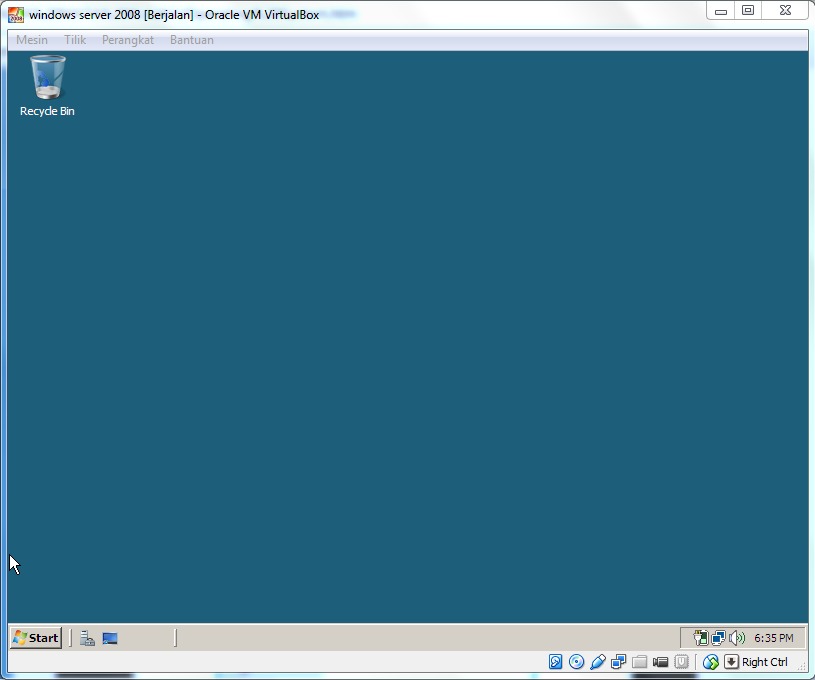 windows server 2008 [Berjalan] - Oracle VM VirtualBox
Mesin Tilik Perangkat Bantuan
Recycle Bin
Start
6:35 PM
Right Ctrl